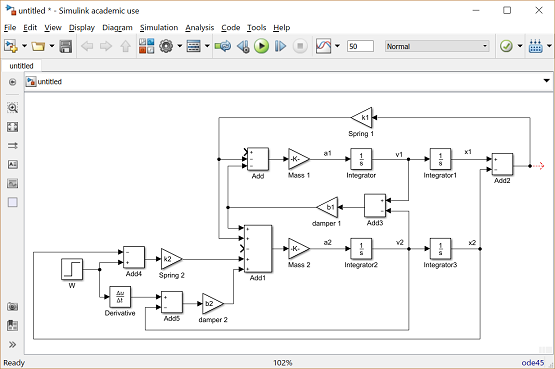 untitled * - Simulink academic use
File Edit View Display Diagram Simulation Analysis Code Tools Help
50 Normal
untitled
untitled
k1
Spring 1
Add
-K-
Mass 1
a1
1/s
Integrator
v1
1/s
Integrator1
x1
Add2
b1
damper 1
Add3
Add1
-K-
Mass 2
a2
1/s
Integrator2
v2
1/s
Integrator3
x2
W
Add4
k2
Spring 2
Δu/Δt
Derivative
Add5
b2
damper 2
Ready 102% ode45